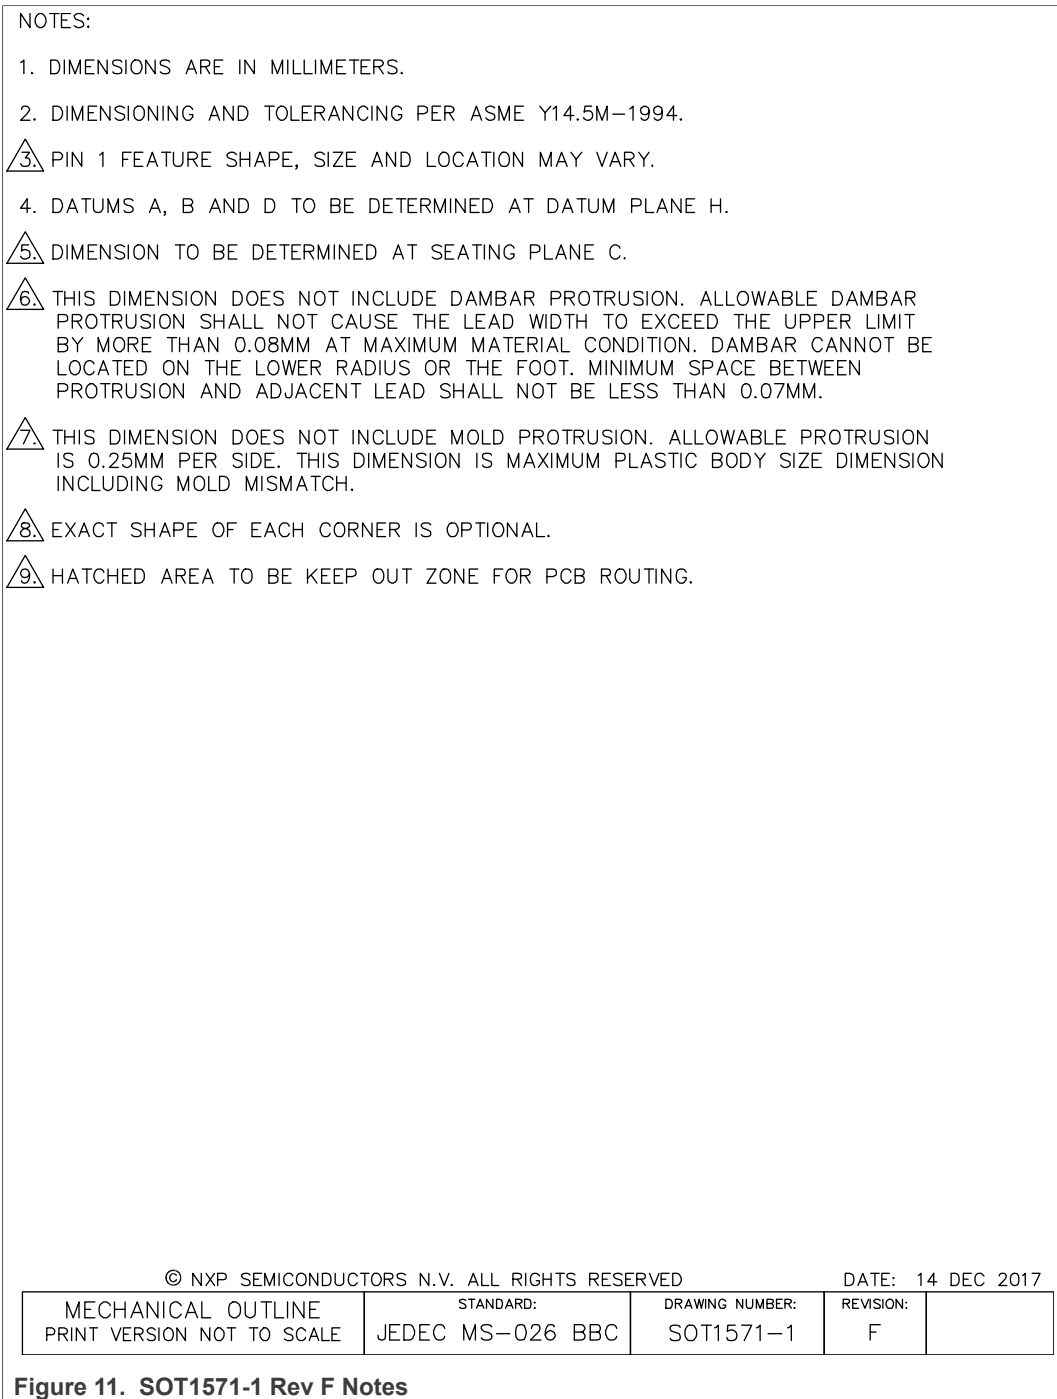 NOTES:
1. DIMENSIONS ARE IN MILLIMETERS.
2. DIMENSIONING AND TOLERANCING PER ASME Y14.5M−1994.
3. PIN 1 FEATURE SHAPE, SIZE AND LOCATION MAY VARY.
4. DATUMS A, B AND D TO BE DETERMINED AT DATUM PLANE H.
5. DIMENSION TO BE DETERMINED AT SEATING PLANE C.
6. THIS DIMENSION DOES NOT INCLUDE DAMBAR PROTRUSION. ALLOWABLE DAMBAR
PROTRUSION SHALL NOT CAUSE THE LEAD WIDTH TO EXCEED THE UPPER LIMIT
BY MORE THAN 0.08MM AT MAXIMUM MATERIAL CONDITION. DAMBAR CANNOT BE
LOCATED ON THE LOWER RADIUS OR THE FOOT. MINIMUM SPACE BETWEEN
PROTRUSION AND ADJACENT LEAD SHALL NOT BE LESS THAN 0.07MM.
7. THIS DIMENSION DOES NOT INCLUDE MOLD PROTRUSION. ALLOWABLE PROTRUSION
IS 0.25MM PER SIDE. THIS DIMENSION IS MAXIMUM PLASTIC BODY SIZE DIMENSION
INCLUDING MOLD MISMATCH.
8. EXACT SHAPE OF EACH CORNER IS OPTIONAL.
9. HATCHED AREA TO BE KEEP OUT ZONE FOR PCB ROUTING.
© NXP SEMICONDUCTORS N.V. ALL RIGHTS RESERVED DATE: 14 DEC 2017
MECHANICAL OUTLINE
PRINT VERSION NOT TO SCALE
STANDARD:
JEDEC MS−026 BBC
DRAWING NUMBER:
SOT1571−1
REVISION:
F
Figure 11. SOT1571-1 Rev F Notes